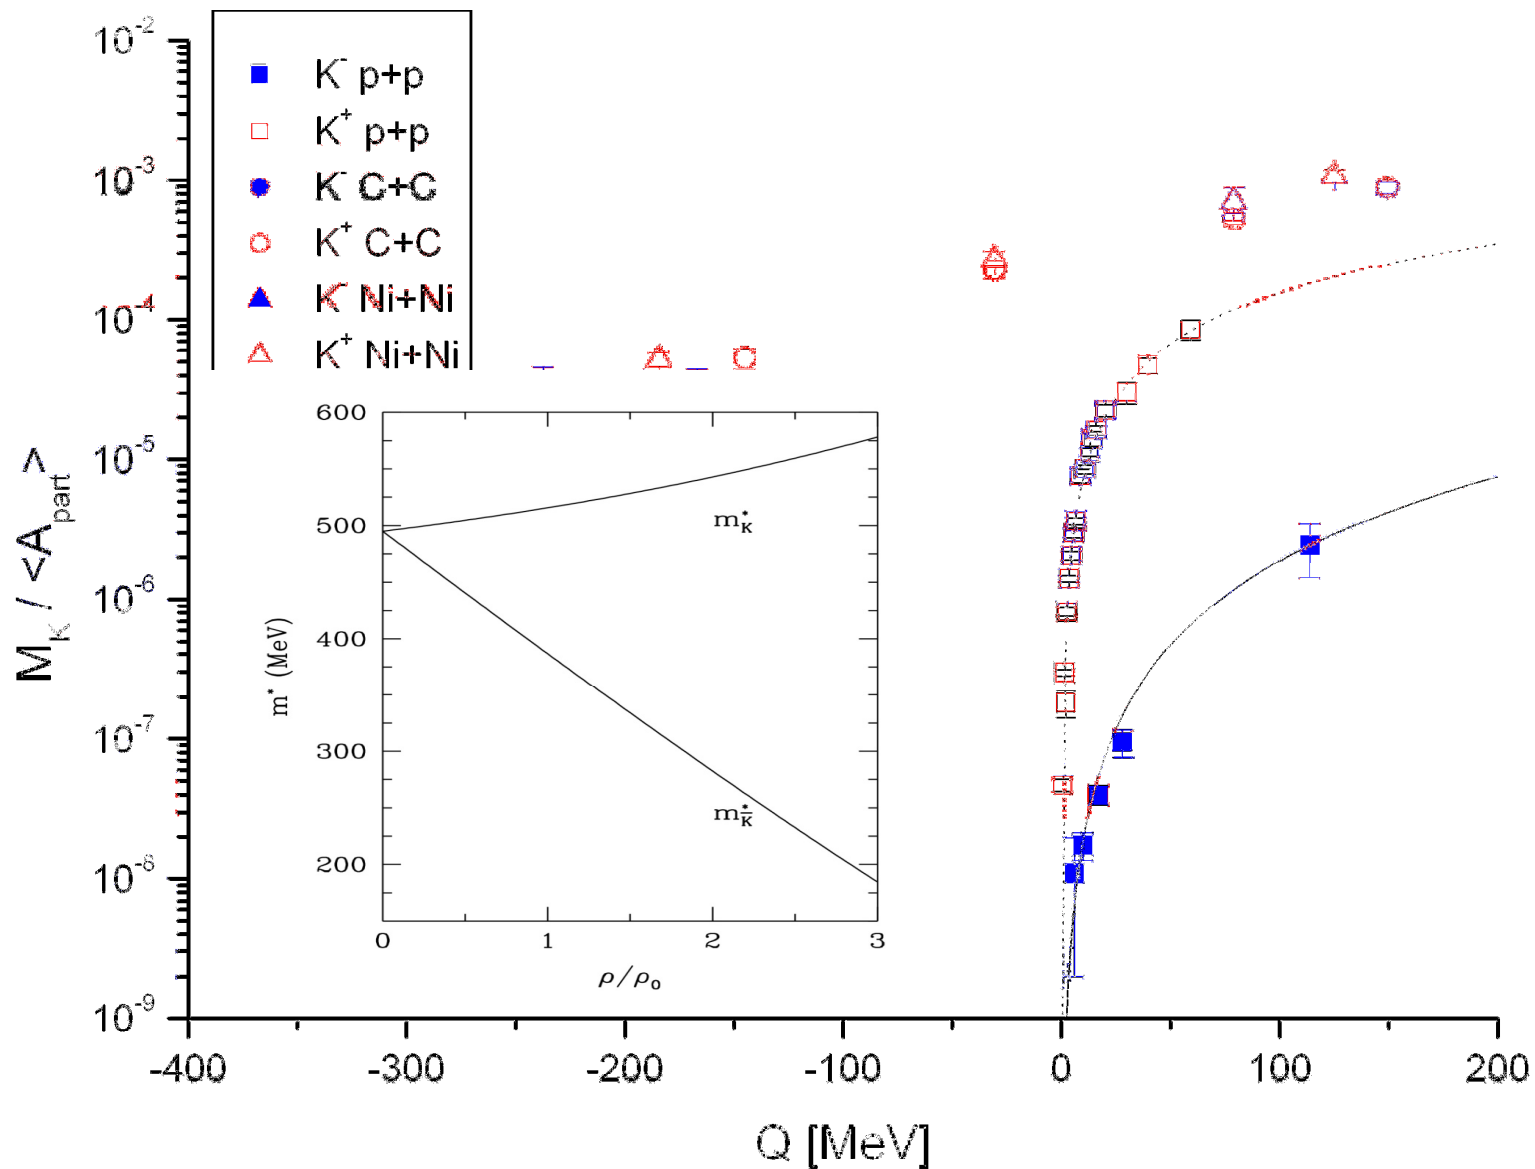 K⁻ p+p
K⁺ p+p
K⁻ C+C
K⁺ C+C
K⁻ Ni+Ni
K⁺ Ni+Ni
10⁻²
10⁻³
10⁻⁴
10⁻⁵
10⁻⁶
10⁻⁷
10⁻⁸
10⁻⁹
M_K / <A_part>
600
500
400
300
200
m* (MeV)
m*_K
m*_K̄
0 1 2 3
ρ/ρ₀
-400 -300 -200 -100 0 100 200
Q [MeV]